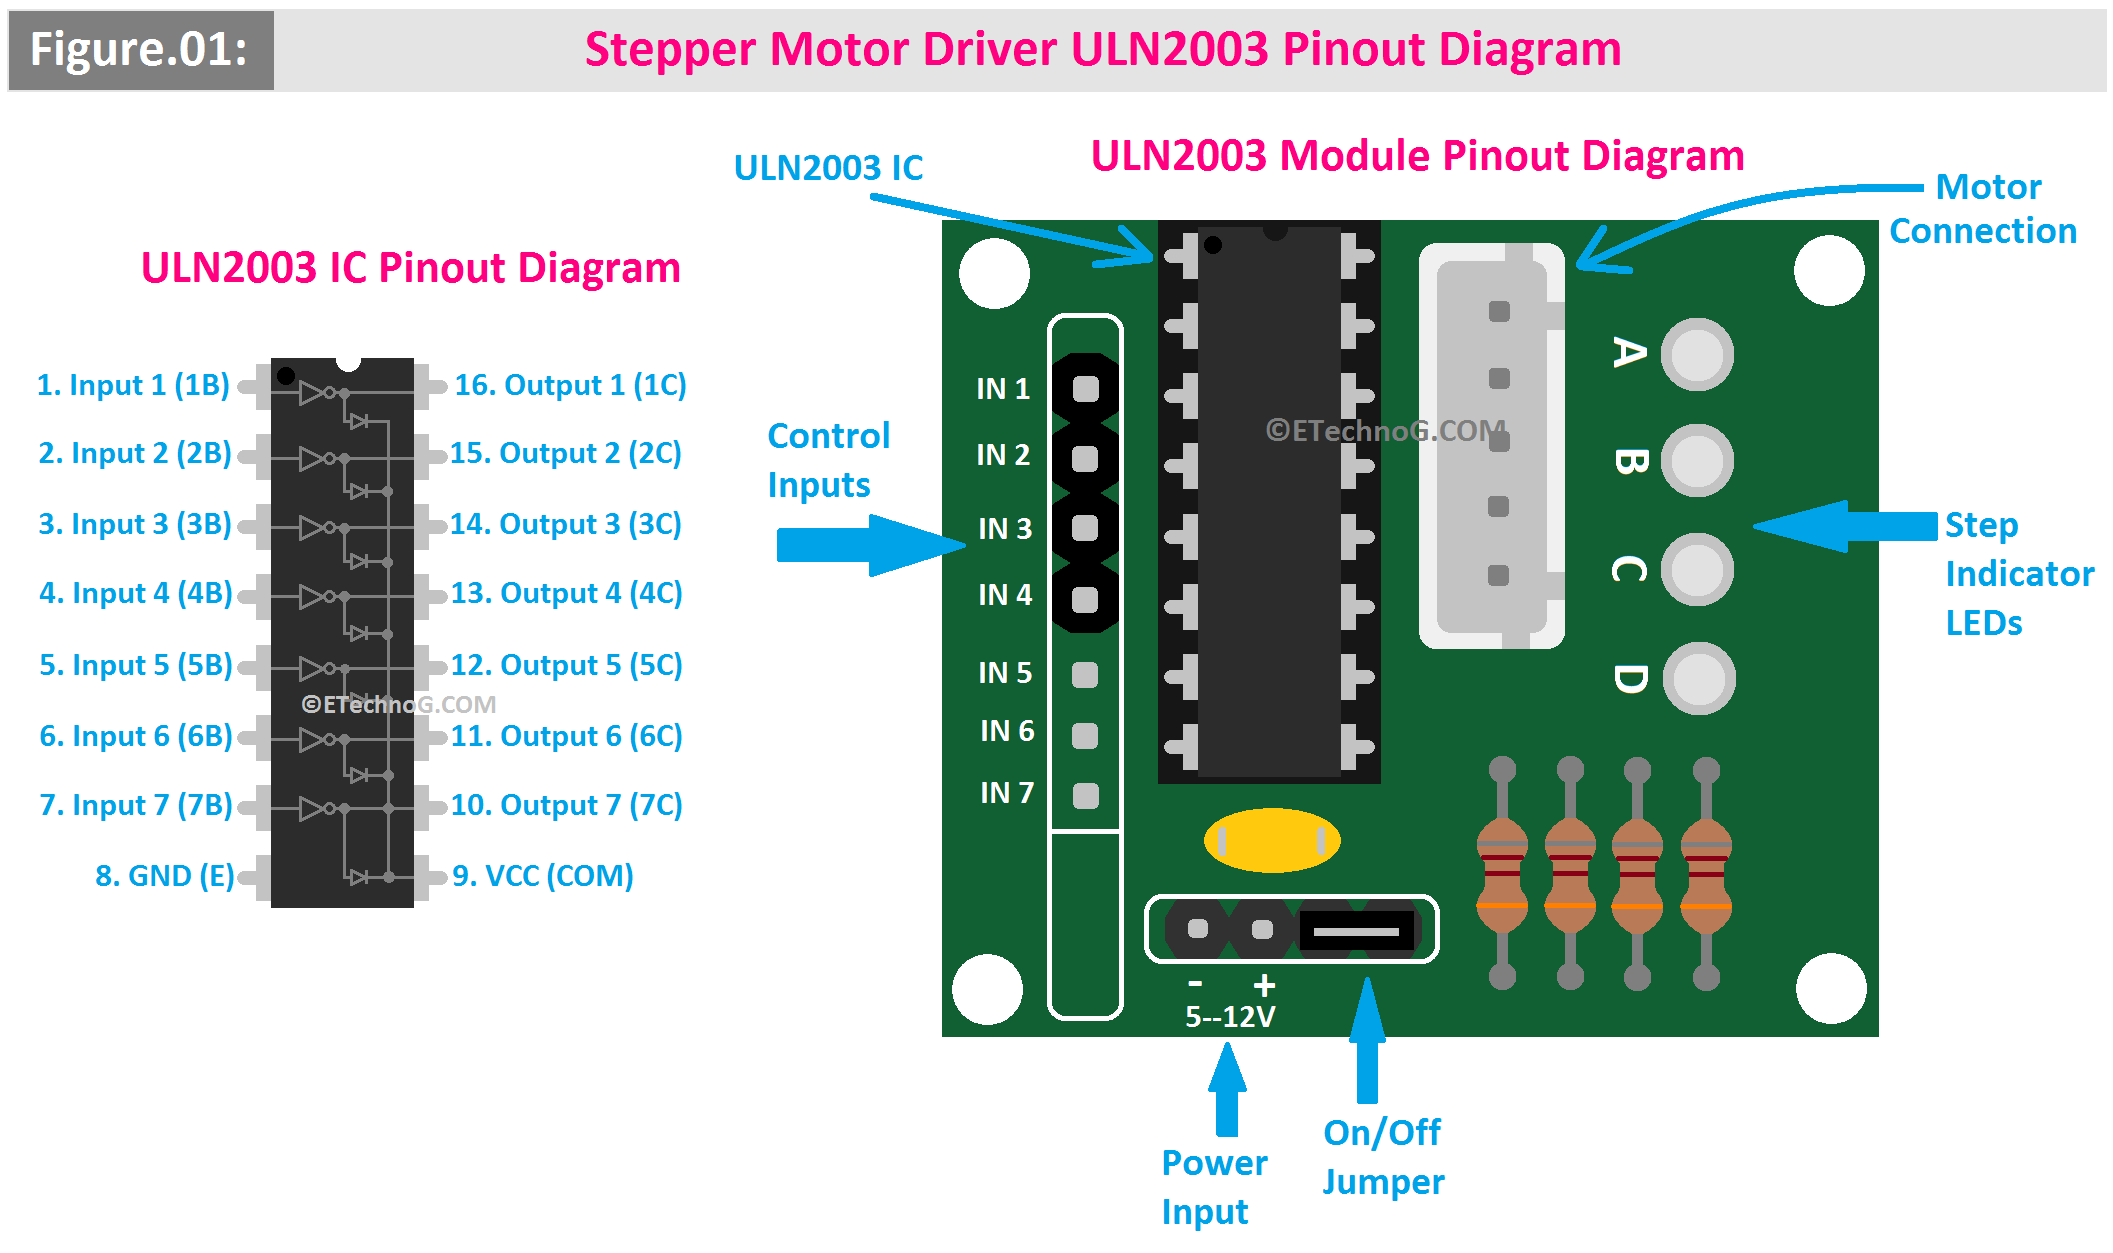 Figure.01:
Stepper Motor Driver ULN2003 Pinout Diagram
ULN2003 IC Pinout Diagram
1. Input 1 (1B)
2. Input 2 (2B)
3. Input 3 (3B)
4. Input 4 (4B)
5. Input 5 (5B)
6. Input 6 (6B)
7. Input 7 (7B)
8. GND (E)
16. Output 1 (1C)
15. Output 2 (2C)
14. Output 3 (3C)
13. Output 4 (4C)
12. Output 5 (5C)
11. Output 6 (6C)
10. Output 7 (7C)
9. VCC (COM)
©ETechnoG.COM
ULN2003 Module Pinout Diagram
ULN2003 IC
Motor
Connection
Control
Inputs
IN 1
IN 2
IN 3
IN 4
IN 5
IN 6
IN 7
©ETechnoG.COM
A
B
C
D
Step
Indicator
LEDs
- +
5--12V
Power
Input
On/Off
Jumper